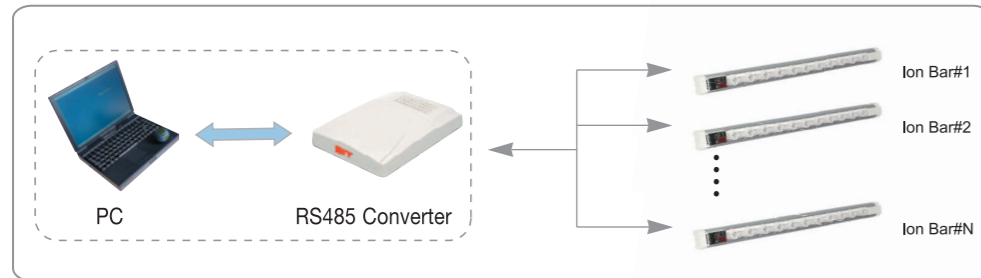 PC
RS485 Converter
Ion Bar#1
Ion Bar#2
Ion Bar#N